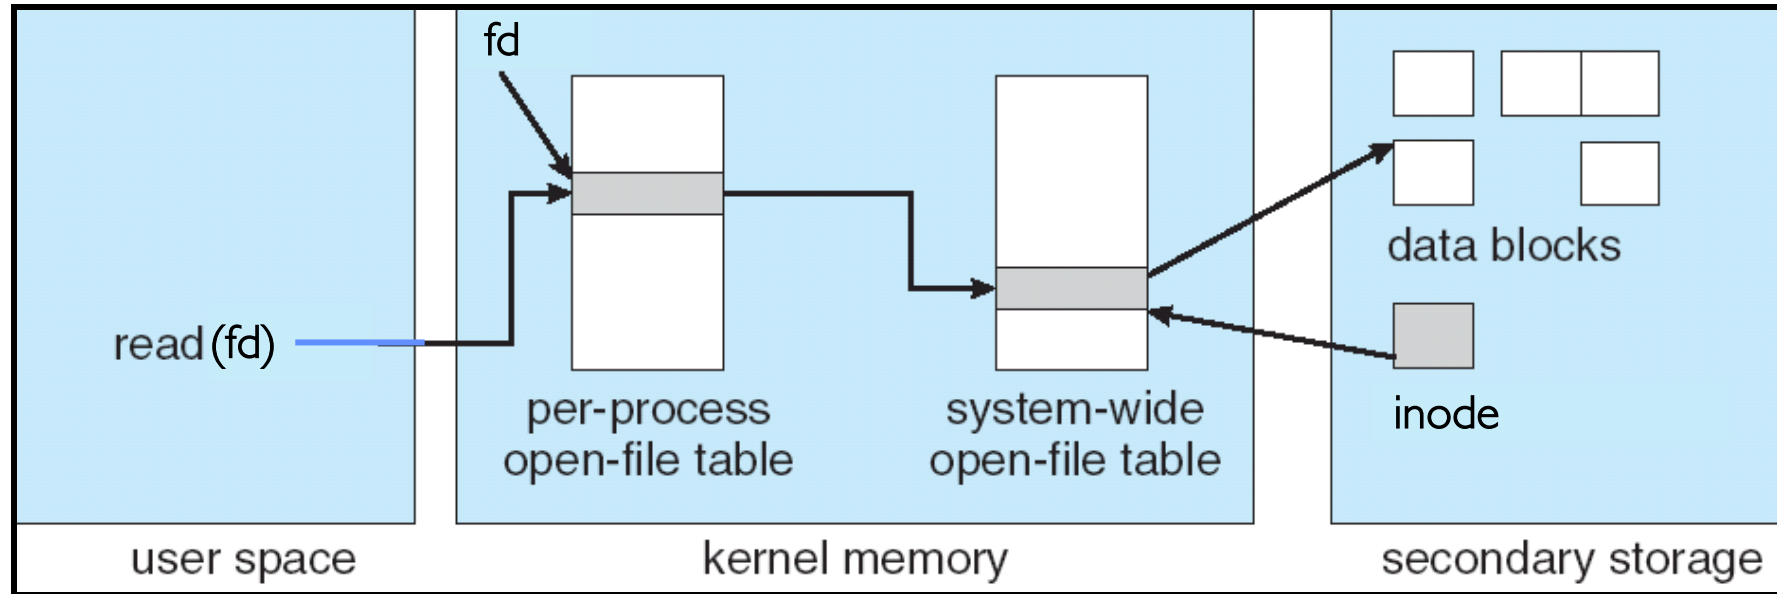 fd
read (fd)
per-process
open-file table
system-wide
open-file table
data blocks
inode
user space
kernel memory
secondary storage